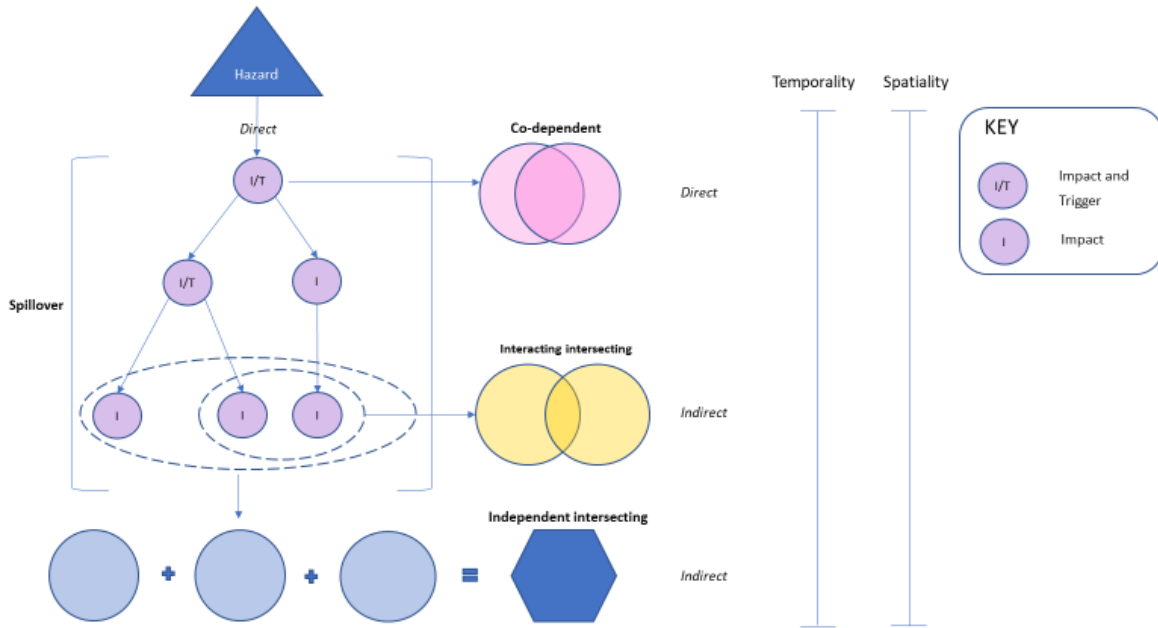 Hazard
Temporality
Spatiality
Direct
Co-dependent
KEY
I/T
Direct
I/T
Impact and
Trigger
I
Impact
I/T
I
Spillover
Interacting intersecting
I
I
I
Indirect
Independent intersecting
+
+
=
Indirect